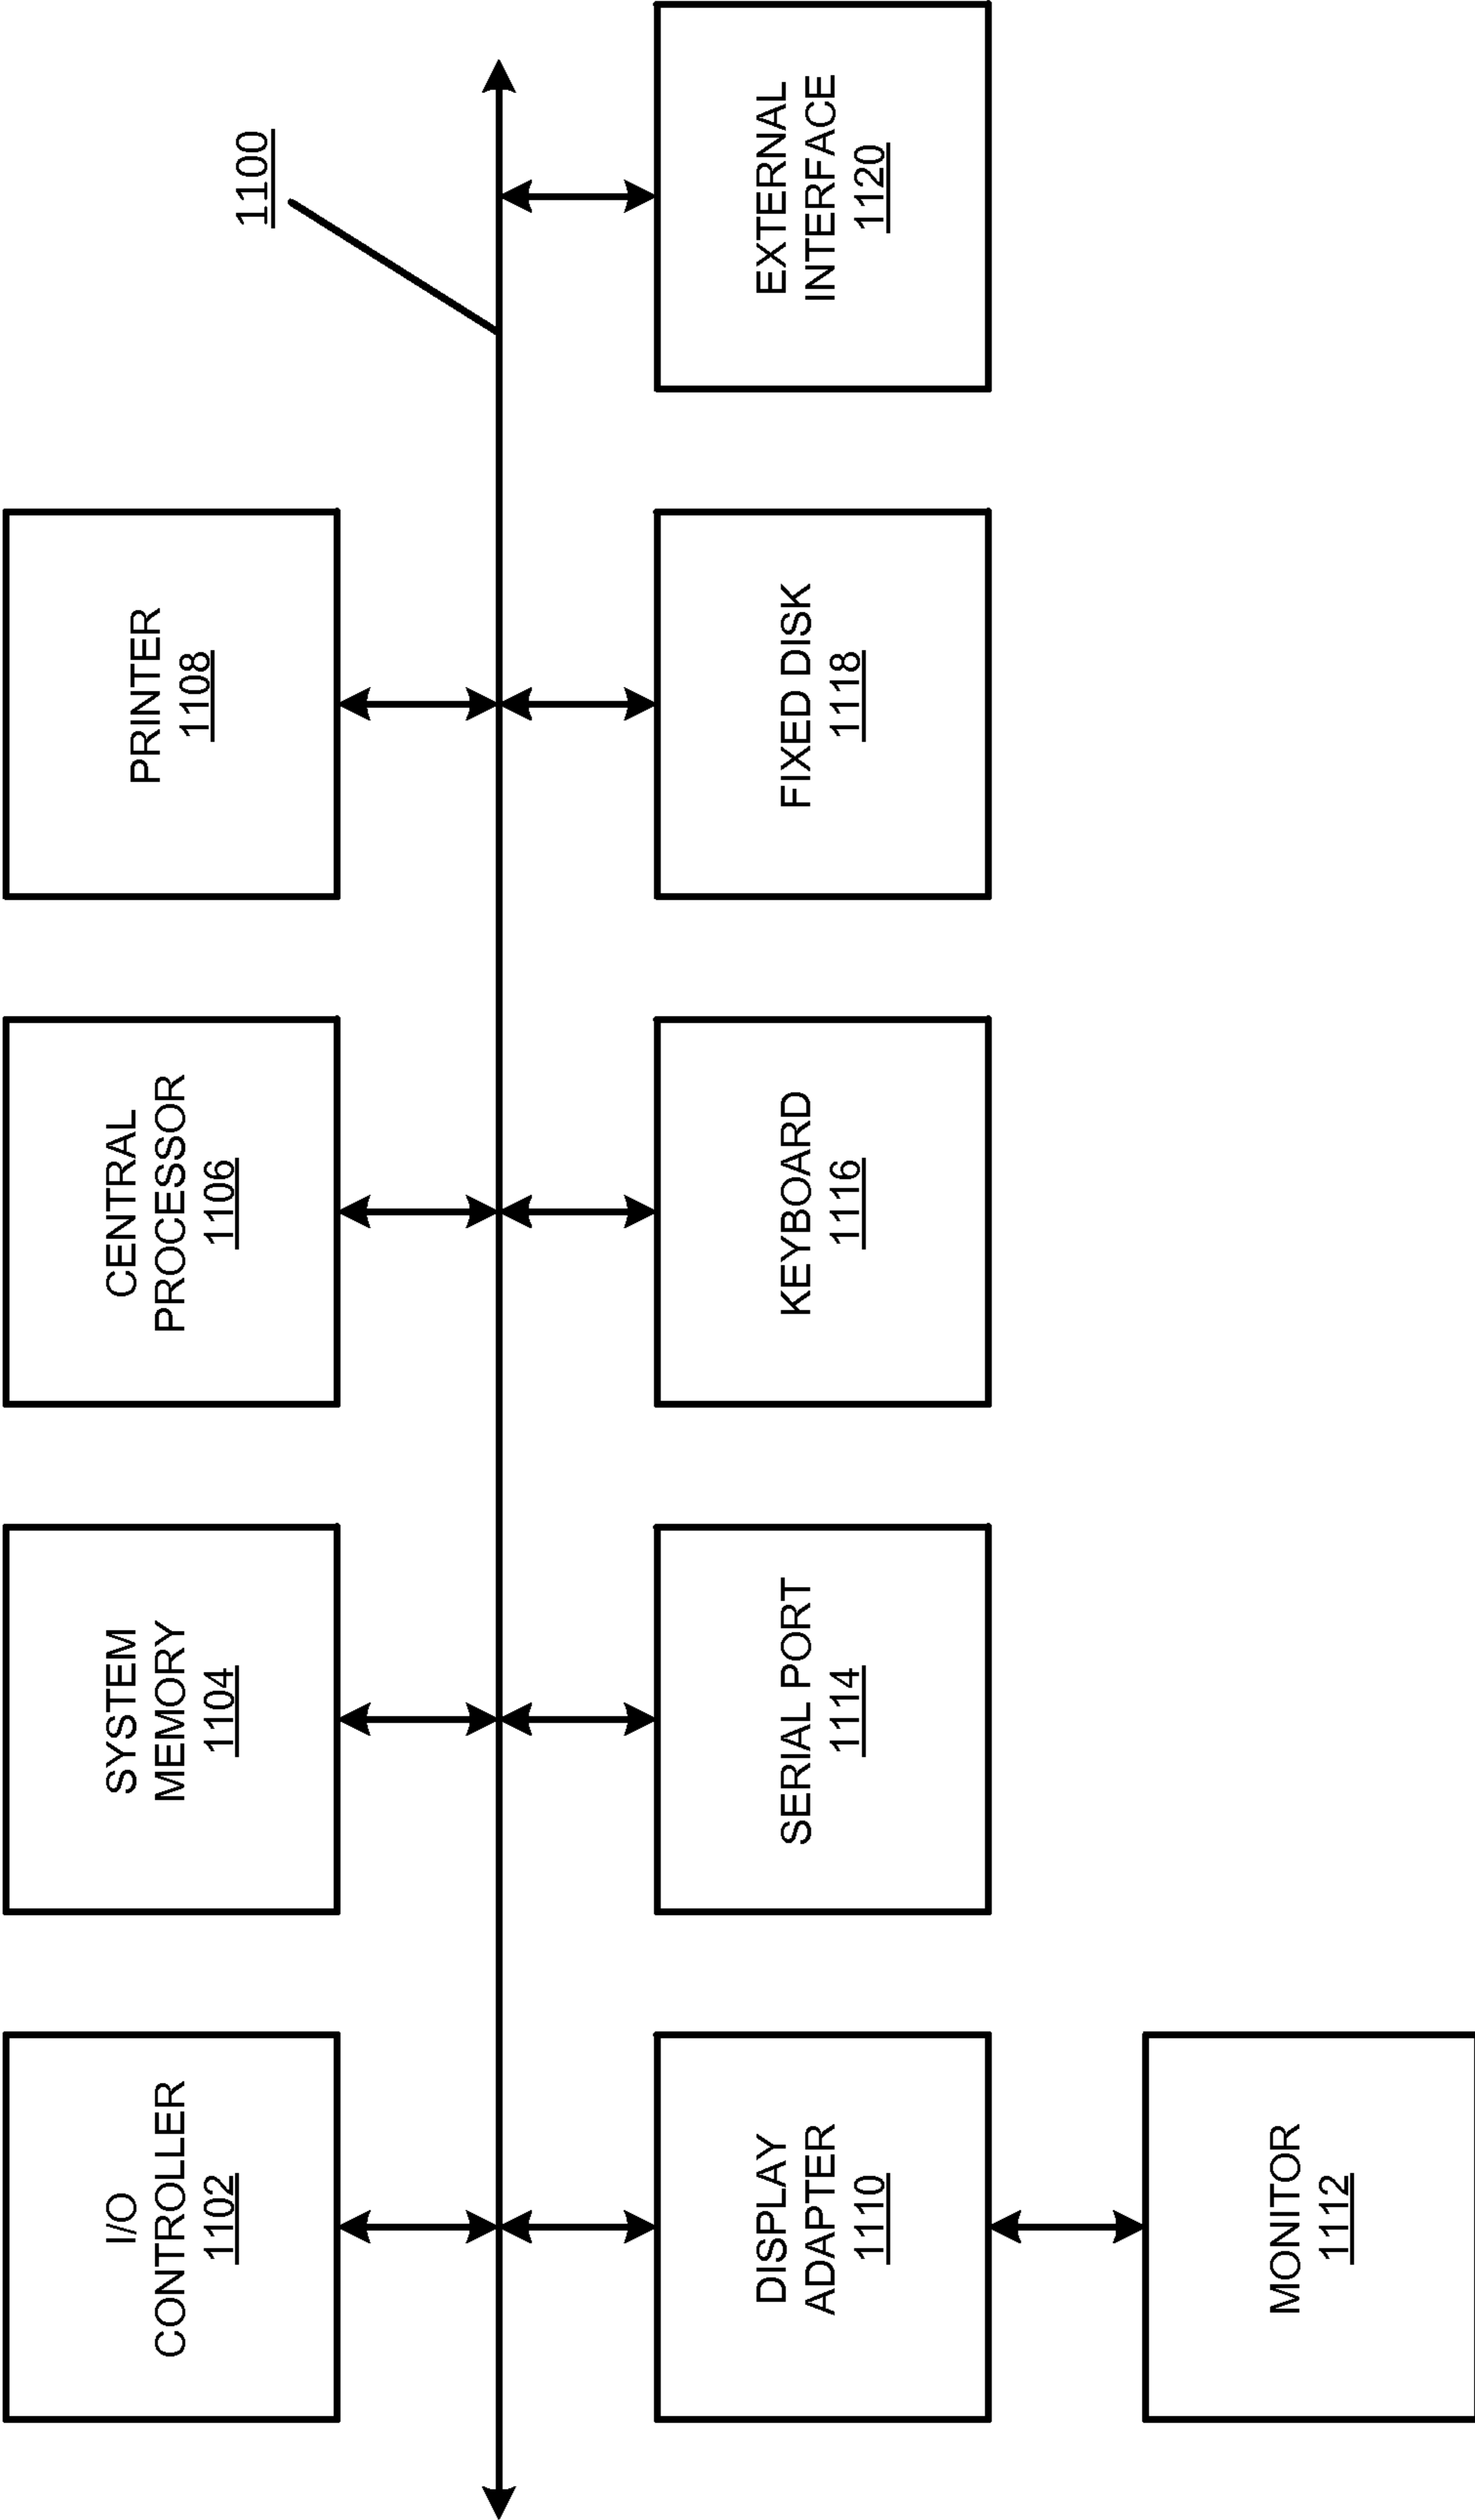 1100
I/O
CONTROLLER
1102
SYSTEM
MEMORY
1104
CENTRAL
PROCESSOR
1106
PRINTER
1108
DISPLAY
ADAPTER
1110
SERIAL PORT
1114
KEYBOARD
1116
FIXED DISK
1118
EXTERNAL
INTERFACE
1120
MONITOR
1112